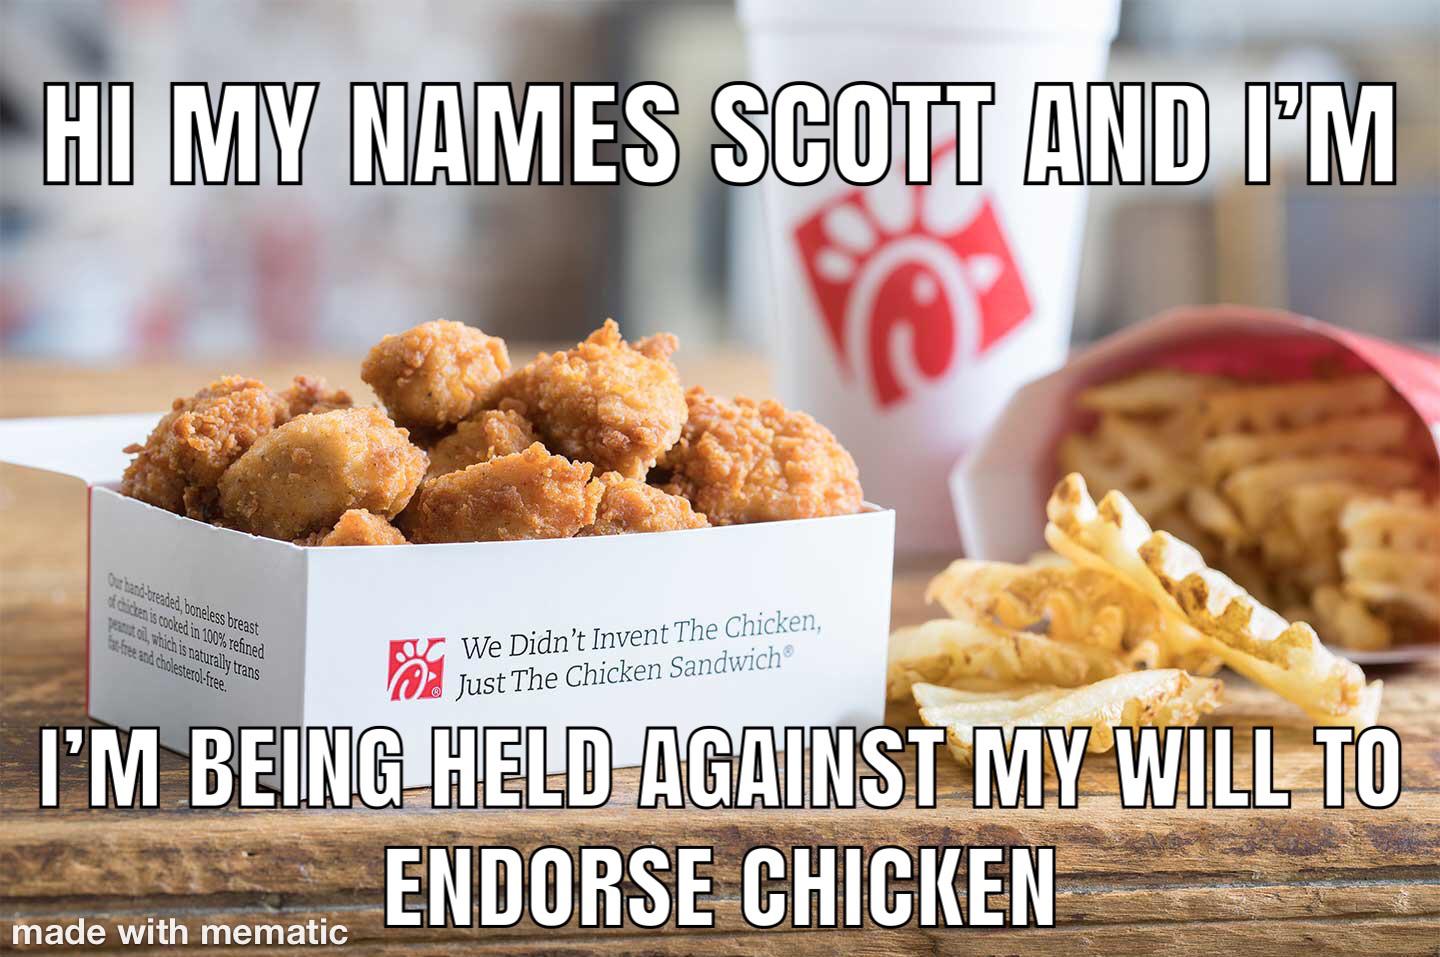 HI MY NAMES SCOTT AND I'M
Our hand-breaded, boneless breast
of chicken is cooked in 100% refined
peanut oil, which is naturally trans
fat-free and cholesterol-free.
We Didn't Invent The Chicken,
Just The Chicken Sandwich®
I'M BEING HELD AGAINST MY WILL TO
ENDORSE CHICKEN
made with mematic